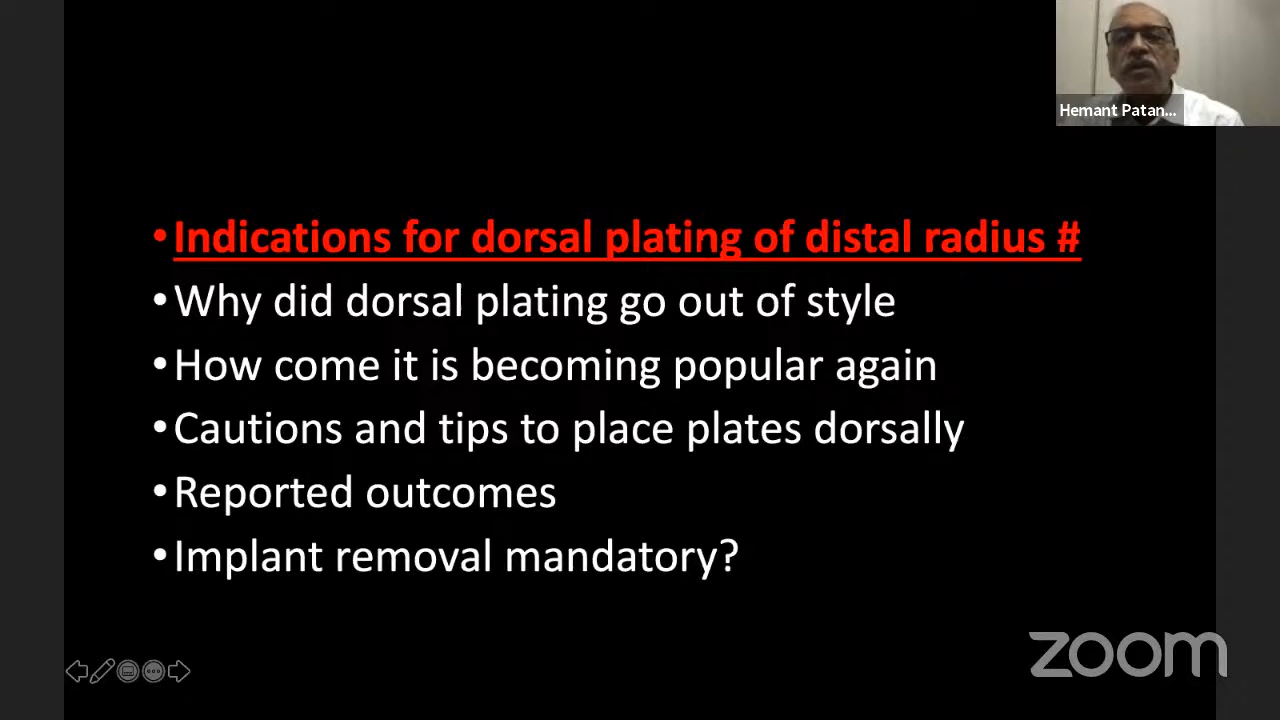 Hemant Patan...
•Indications for dorsal plating of distal radius #
•Why did dorsal plating go out of style
•How come it is becoming popular again
•Cautions and tips to place plates dorsally
•Reported outcomes
•Implant removal mandatory?
zoom